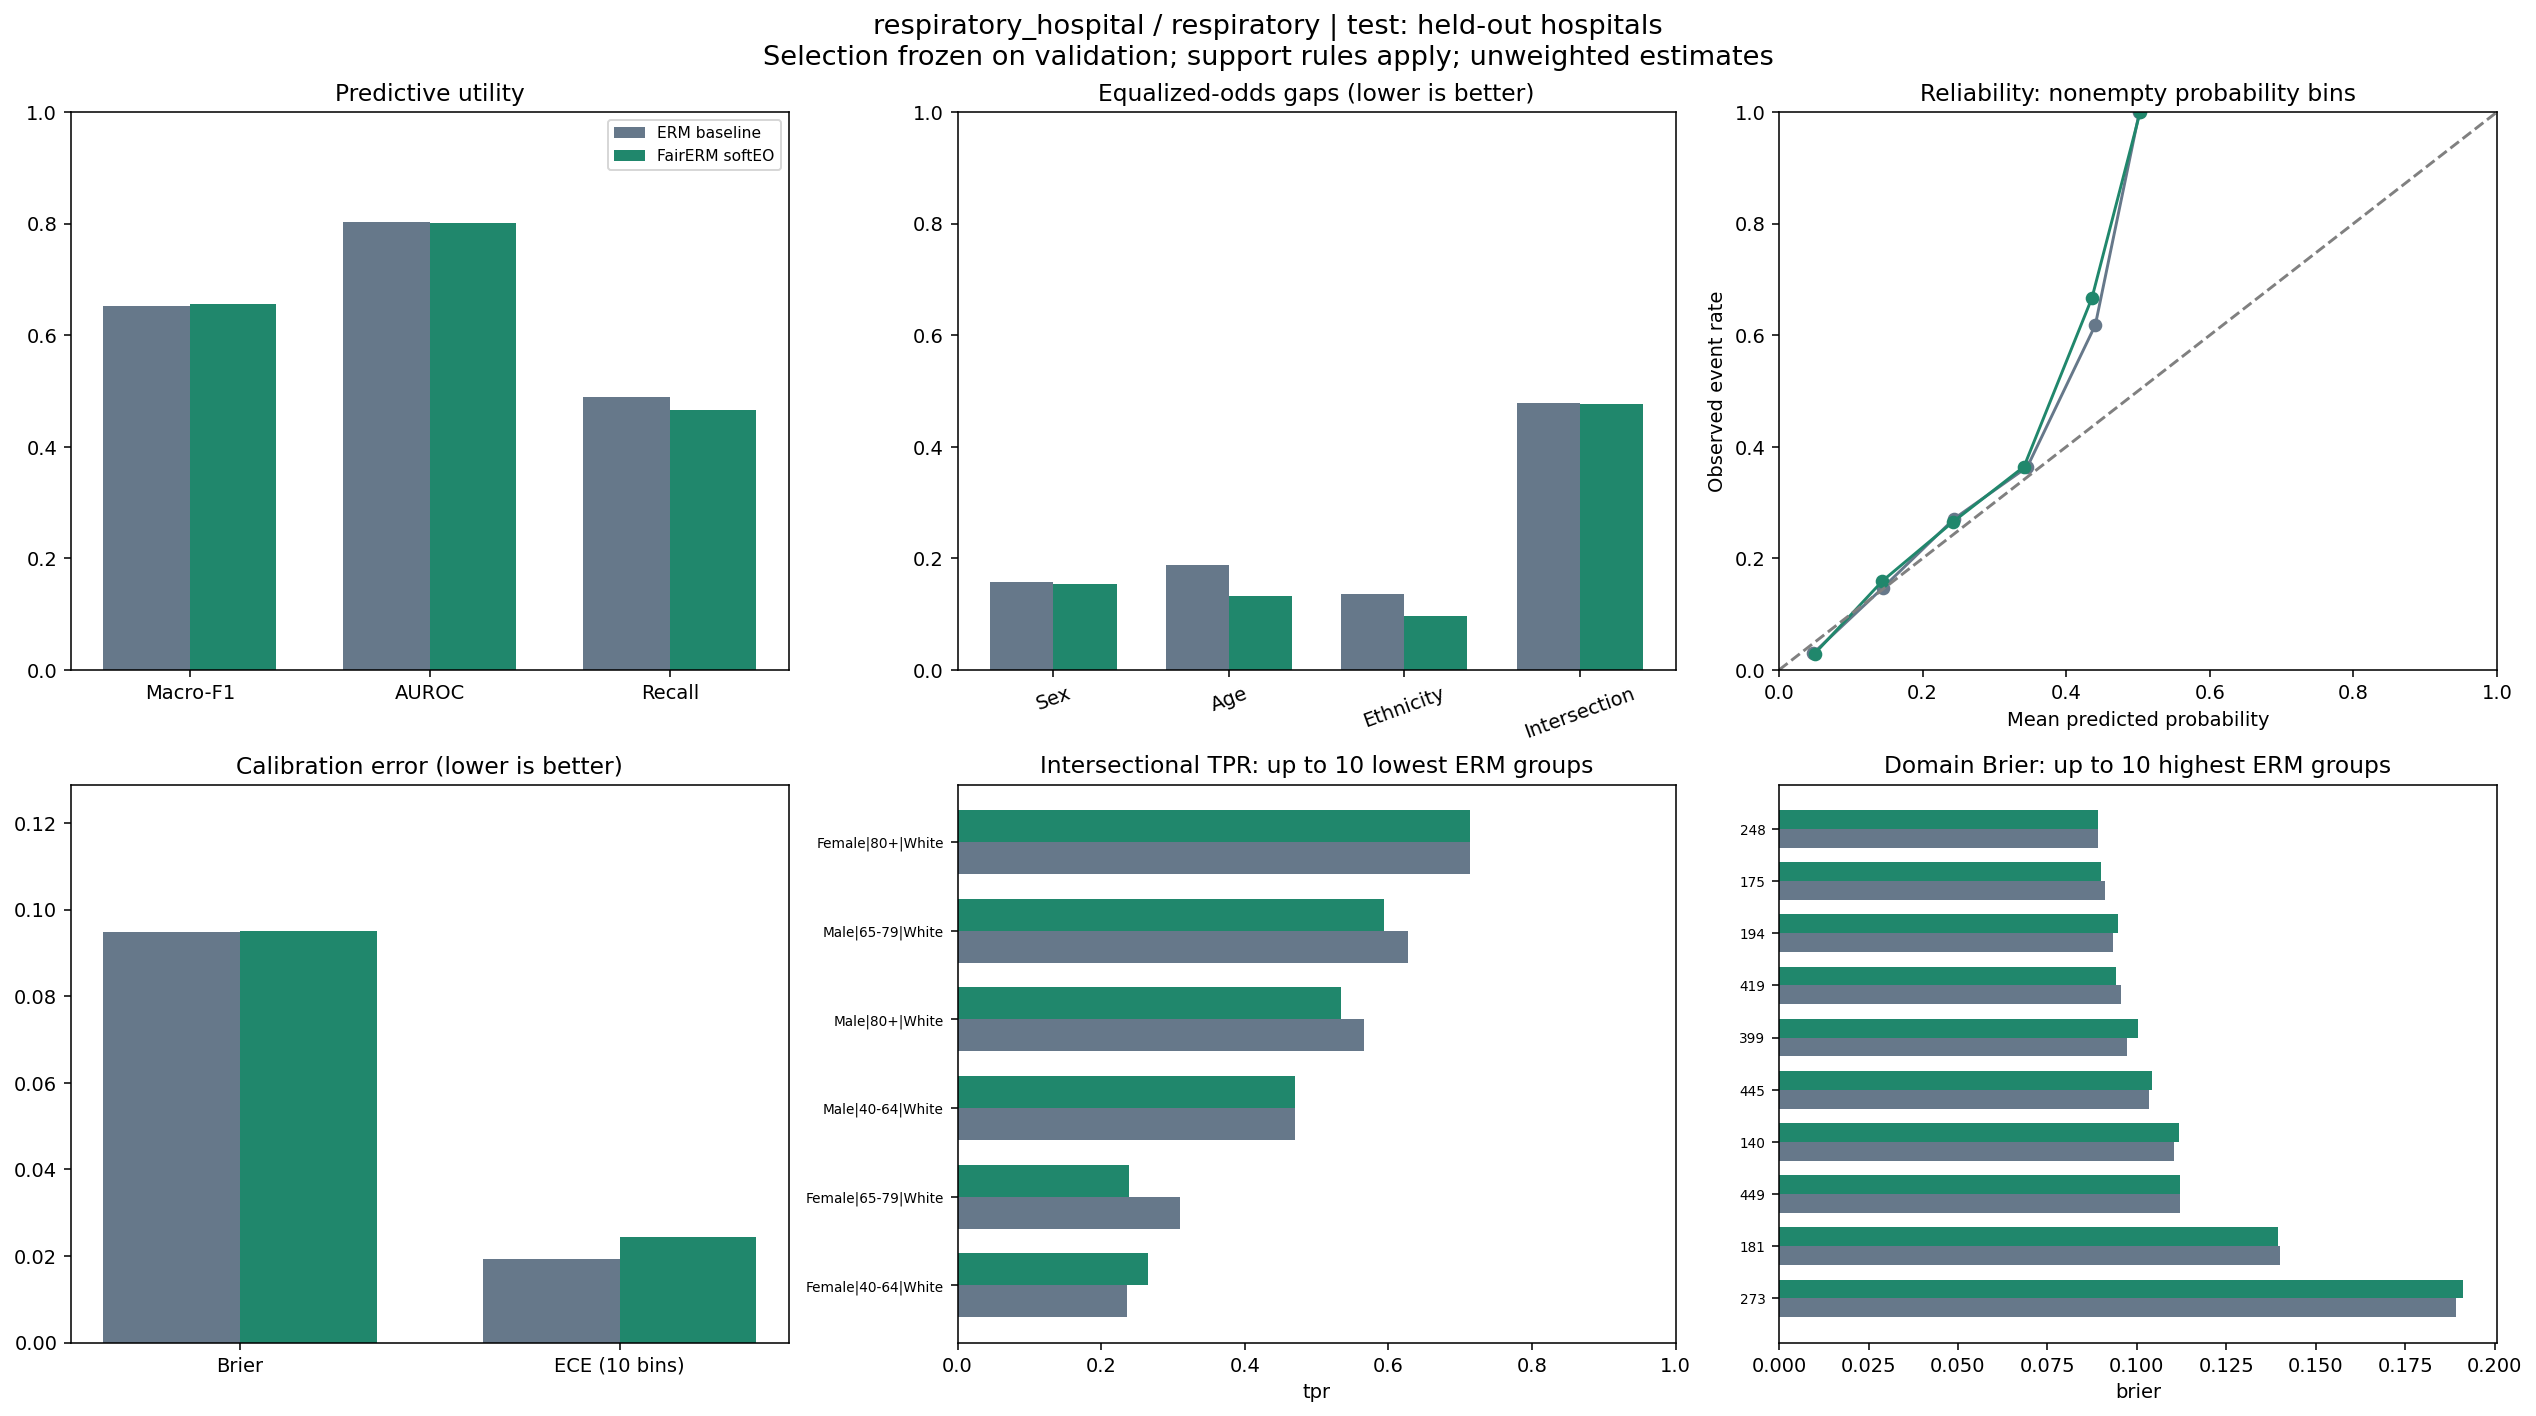 respiratory_hospital / respiratory | test: held-out hospitals
Selection frozen on validation; support rules apply; unweighted estimates
Predictive utility
1.0
0.8
0.6
0.4
0.2
0.0
ERM baseline
FairERM softEO
Macro-F1 AUROC Recall
Equalized-odds gaps (lower is better)
1.0
0.8
0.6
0.4
0.2
0.0
Sex Age Ethnicity Intersection
Reliability: nonempty probability bins
Observed event rate
1.0
0.8
0.6
0.4
0.2
0.0
0.0 0.2 0.4 0.6 0.8 1.0
Mean predicted probability
Calibration error (lower is better)
0.12
0.10
0.08
0.06
0.04
0.02
0.00
Brier ECE (10 bins)
Intersectional TPR: up to 10 lowest ERM groups
Female|80+|White
Male|65-79|White
Male|80+|White
Male|40-64|White
Female|65-79|White
Female|40-64|White
0.0 0.2 0.4 0.6 0.8 1.0
tpr
Domain Brier: up to 10 highest ERM groups
248
175
194
419
399
445
140
449
181
273
0.000 0.025 0.050 0.075 0.100 0.125 0.150 0.175 0.200
brier